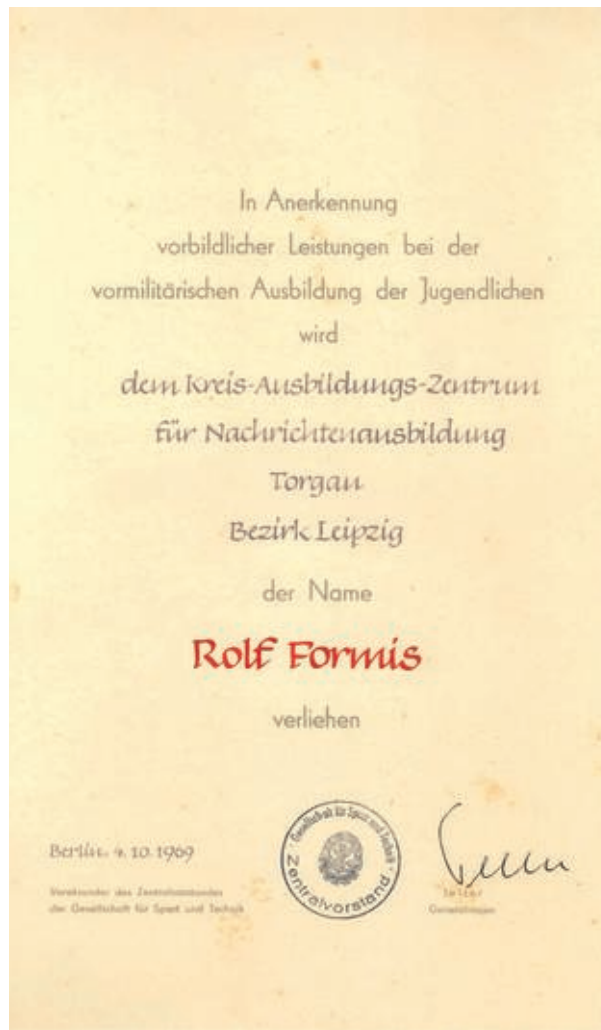 In Anerkennung
vorbildlicher Leistungen bei der
vormilitärischen Ausbildung der Jugendlichen
wird
dem Kreis-Ausbildungs-Zentrum
für Nachrichtenausbildung
Torgau
Bezirk Leipzig
der Name
Rolf Formis
verliehen
Berlin, 4.10.1969
Vorsitzender des Zentralvorstandes
der Gesellschaft für Sport und Technik
Gesellschaft für Sport und Technik
Zentralvorstand
Generalmajor